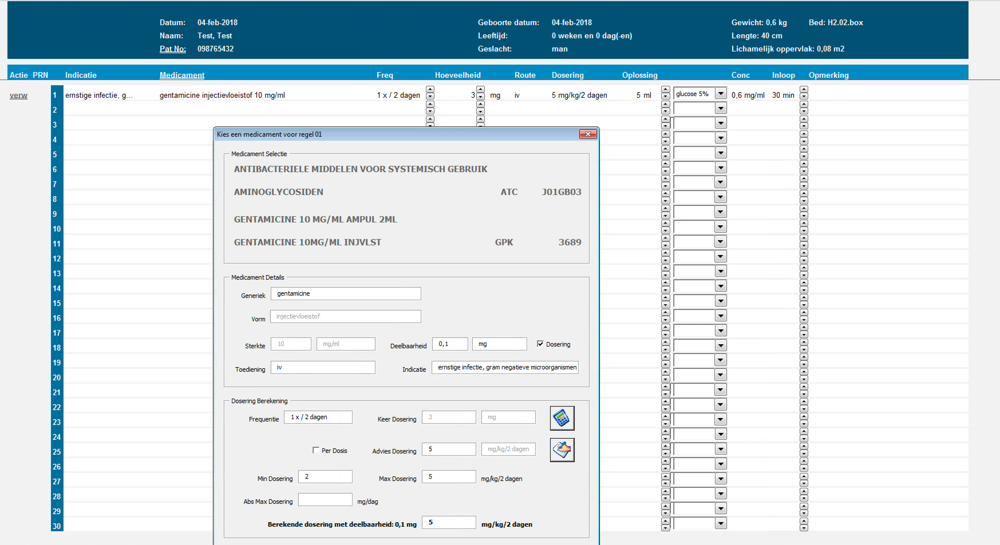 Datum: 04-feb-2018 Geboorte datum: 04-feb-2018 Gewicht: 0,6 kg Bed: H2.02.box
Naam: Test, Test Leeftijd: 0 weken en 0 dag(-en) Lengte: 40 cm
Pat No: 098765432 Geslacht: man Lichamelijk oppervlak: 0,08 m2
Actie PRN Indicatie Medicament Freq Hoeveelheid Route Dosering Oplossing Conc Inloop Opmerking
verw 1 ernstige infectie, g... gentamicine injectievloeistof 10 mg/ml 1 x / 2 dagen 3 mg iv 5 mg/kg/2 dagen 5 ml glucose 5% 0,6 mg/ml 30 min
2
3
4
5
6
7
8
9
10
11
12
13
14
15
16
17
18
19
20
21
22
23
24
25
26
27
28
29
30
Kies een medicament voor regel 01
Medicament Selectie
ANTIBACTERIELE MIDDELEN VOOR SYSTEMISCH GEBRUIK
AMINOGLYCOSIDEN ATC J01GB03
GENTAMICINE 10 MG/ML AMPUL 2ML
GENTAMICINE 10MG/ML INJVLST GPK 3689
Medicament Details
Generiek gentamicine
Vorm injectievloeistof
Sterkte 10 mg/ml Deelbaarheid 0,1 mg Dosering
Toediening iv Indicatie ernstige infectie, gram negatieve microorganismen
Dosering Berekening
Frequentie 1 x / 2 dagen Keer Dosering 3 mg
Per Dosis Advies Dosering 5 mg/kg/2 dagen
Min Dosering 2 Max Dosering 5 mg/kg/2 dagen
Abs Max Dosering mg/dag
Berekende dosering met deelbaarheid: 0,1 mg 5 mg/kg/2 dagen